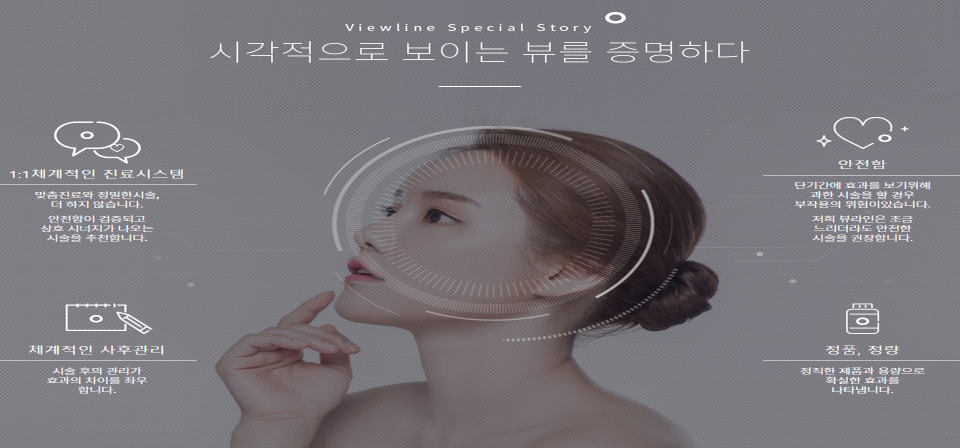 Viewline Special Story
시각적으로 보이는 뷰를 증명하다
1:1체계적인 진료시스템
맞춤진료와 정밀한시술,
더 하지 않습니다.
안전함이 검증되고
상호 시너지가 나오는
시술을 추천합니다.
안전함
단기간에 효과를 보기위해
과한 시술을 할 경우
부작용의 위험이있습니다.
저희 뷰라인은 조금
느리더라도 안전한
시술을 권장합니다.
체계적인 사후관리
시술 후의 관리가
효과의 차이를 좌우
합니다.
정품, 정량
정직한 제품과 용량으로
확실한 효과를
나타냅니다.